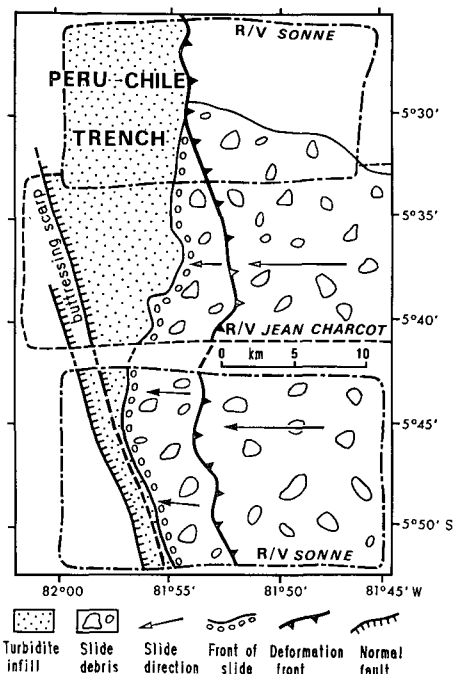 R/V SONNE
PERU-CHILE
TRENCH
5°30'
5°35'
buttressing scarp
R/V JEAN CHARCOT
5°40'
0 5 10
km
5°45'
5°50' S
R/V SONNE
82°00 81°55' 81°50' 81°45' W
Turbidite infill
Slide debris
Slide direction
Front of slide
Deformation front
Normal fault